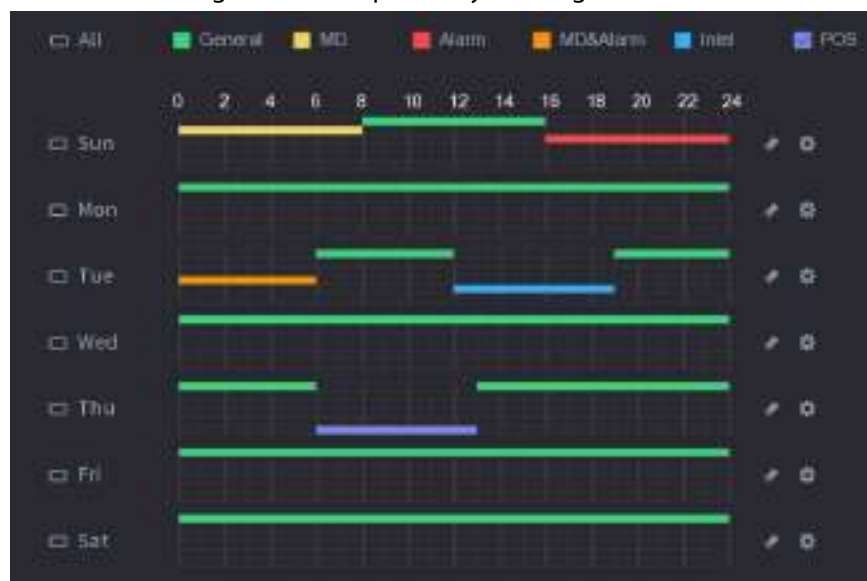 All General MD Alarm MD&Alarm Intel POS
0 2 4 6 8 10 12 14 16 18 20 22 24
Sun
Mon
Tue
Wed
Thu
Fri
Sat